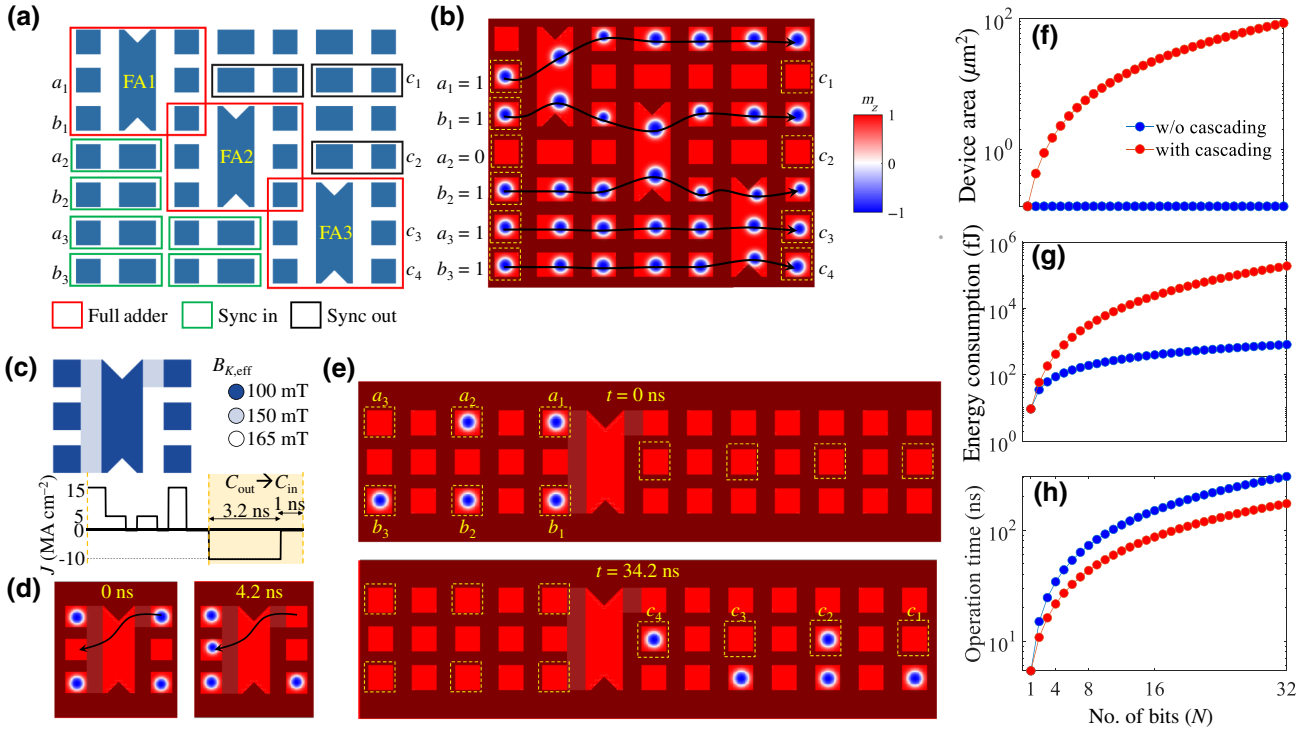 (a)
FA1
a1
b1
a2
b2
a3
b3
FA2
FA3
c1
c2
c3
c4
Full adder
Sync in
Sync out
(b)
a1 = 1
b1 = 1
a2 = 0
b2 = 1
a3 = 1
b3 = 1
c1
c2
c3
c4
mz
1
0
−1
(c)
BK,eff
100 mT
150 mT
165 mT
J (MA cm−2)
15
5
0
-10
Cout → Cin
3.2 ns
1 ns
(d)
0 ns
4.2 ns
(e)
a3
a2
a1
t = 0 ns
b3
b2
b1
t = 34.2 ns
c4
c3
c2
c1
(f)
Device area (μm2)
10^2
10^0
w/o cascading
with cascading
(g)
Energy consumption (fJ)
10^6
10^4
10^2
10^0
(h)
Operation time (ns)
10^2
10^1
1
4
8
16
32
No. of bits (N)